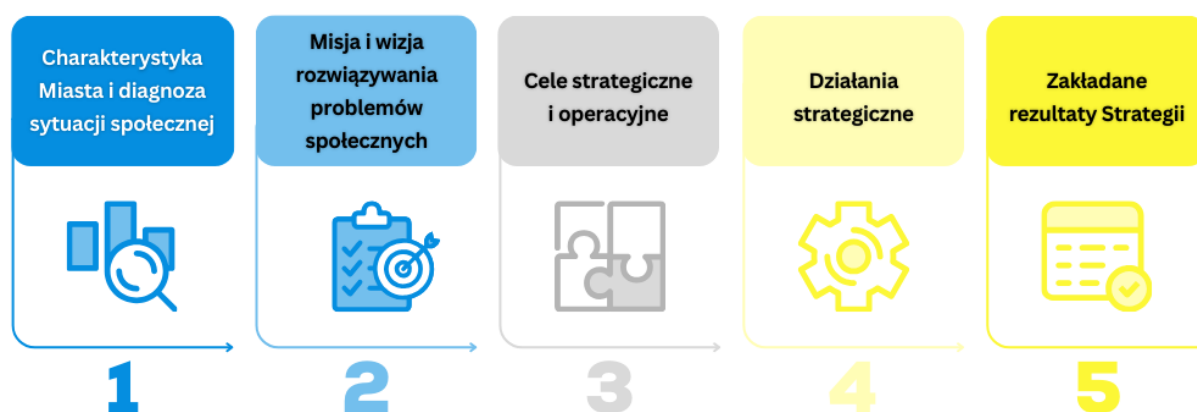 Charakterystyka
Miasta i diagnoza
sytuacji społecznej
1
Misja i wizja
rozwiązywania
problemów
społecznych
2
Cele strategiczne
i operacyjne
3
Działania
strategiczne
4
Zakładane
rezultaty Strategii
5